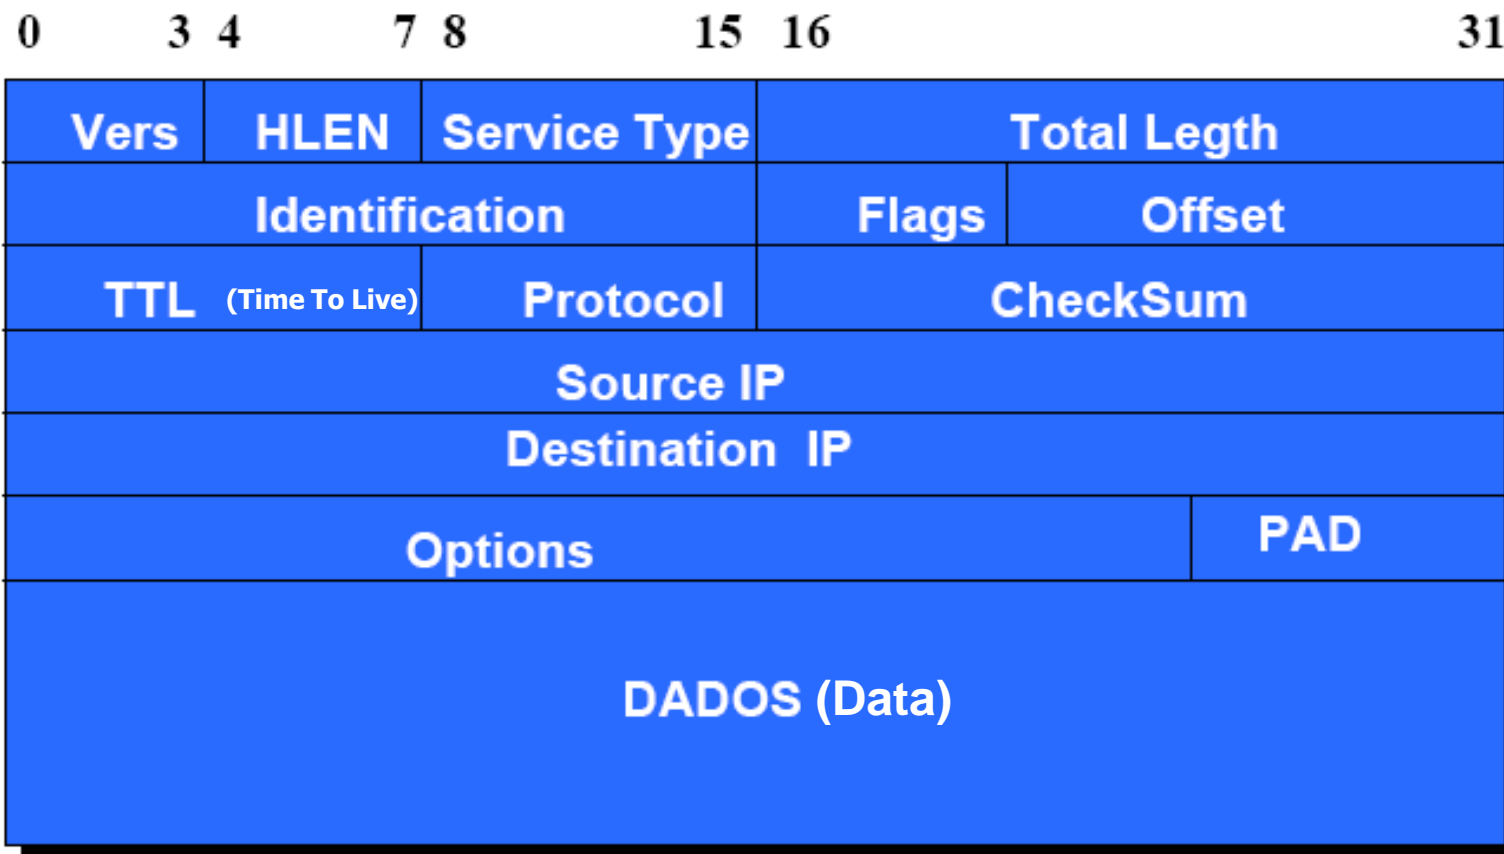 0 3 4 7 8 15 16 31
Vers HLEN Service Type Total Legth
Identification Flags Offset
TTL (Time To Live) Protocol CheckSum
Source IP
Destination IP
Options PAD
DADOS (Data)